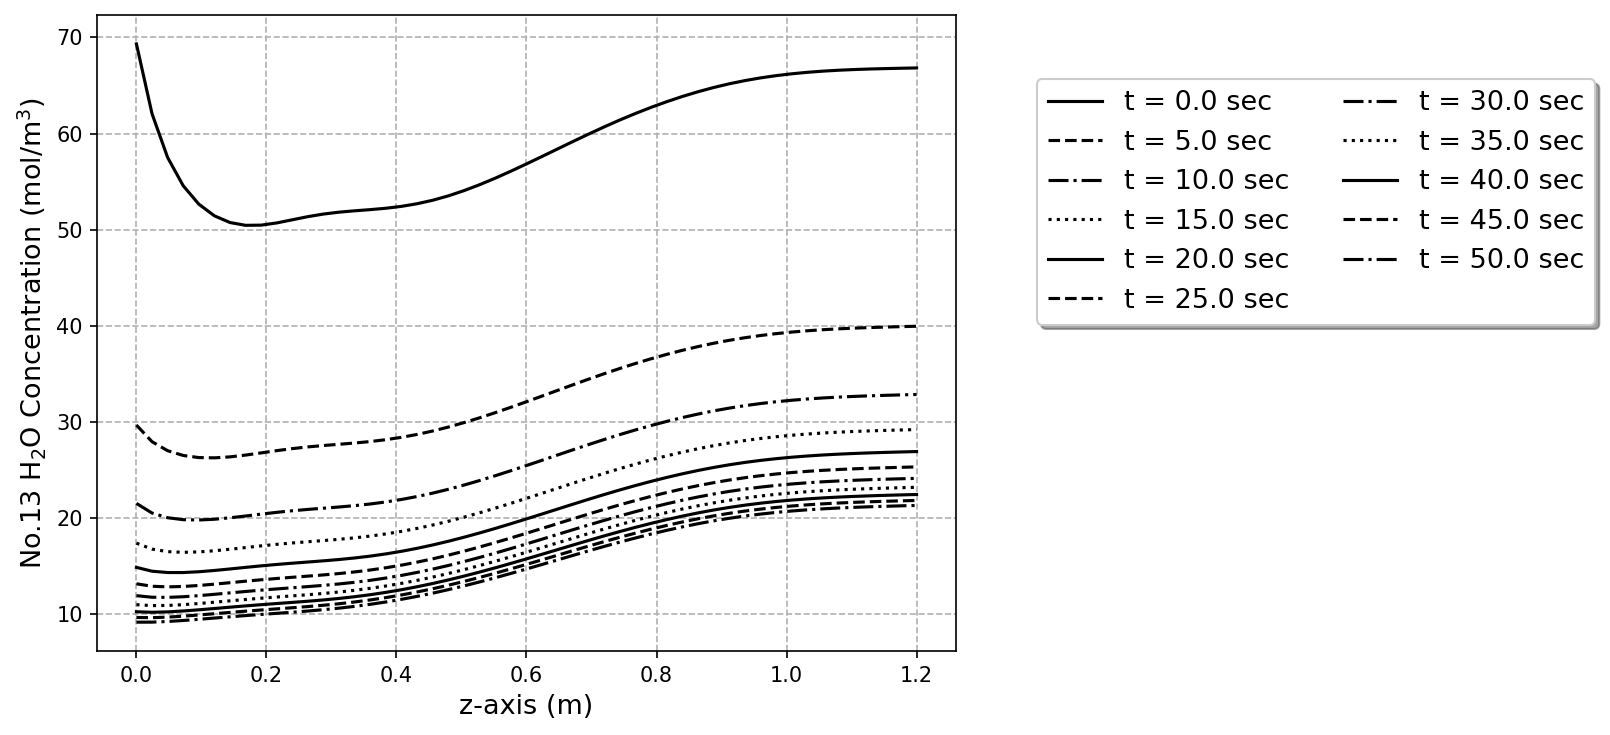 70
60
50
40
30
20
10
No.13 H₂O Concentration (mol/m³)
0.0 0.2 0.4 0.6 0.8 1.0 1.2
z-axis (m)
t = 0.0 sec
t = 5.0 sec
t = 10.0 sec
t = 15.0 sec
t = 20.0 sec
t = 25.0 sec
t = 30.0 sec
t = 35.0 sec
t = 40.0 sec
t = 45.0 sec
t = 50.0 sec